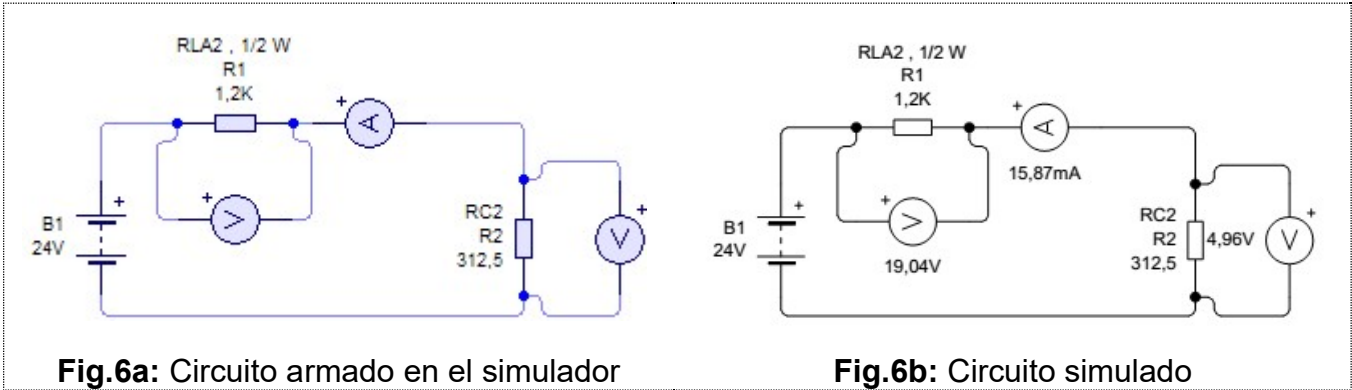 RLA2 , 1/2 W
R1
1,2K
+
A
+
V
+
B1
24V
RC2
R2
312,5
+
V
Fig.6a: Circuito armado en el simulador
RLA2 , 1/2 W
R1
1,2K
+
A
15,87mA
+
V
19,04V
+
B1
24V
RC2
R2
312,5
4,96V
+
V
Fig.6b: Circuito simulado